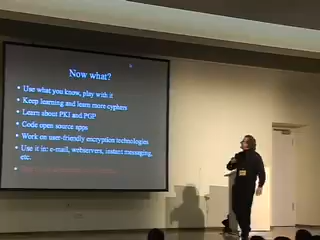 Now what?
• Use what you know, play with it
• Keep learning and learn more cyphers
• Learn about PKI and PGP
• Code open source apps
• Work on user-friendly encryption technologies
• Use it in: e-mail, webservers, instant messaging,
etc.